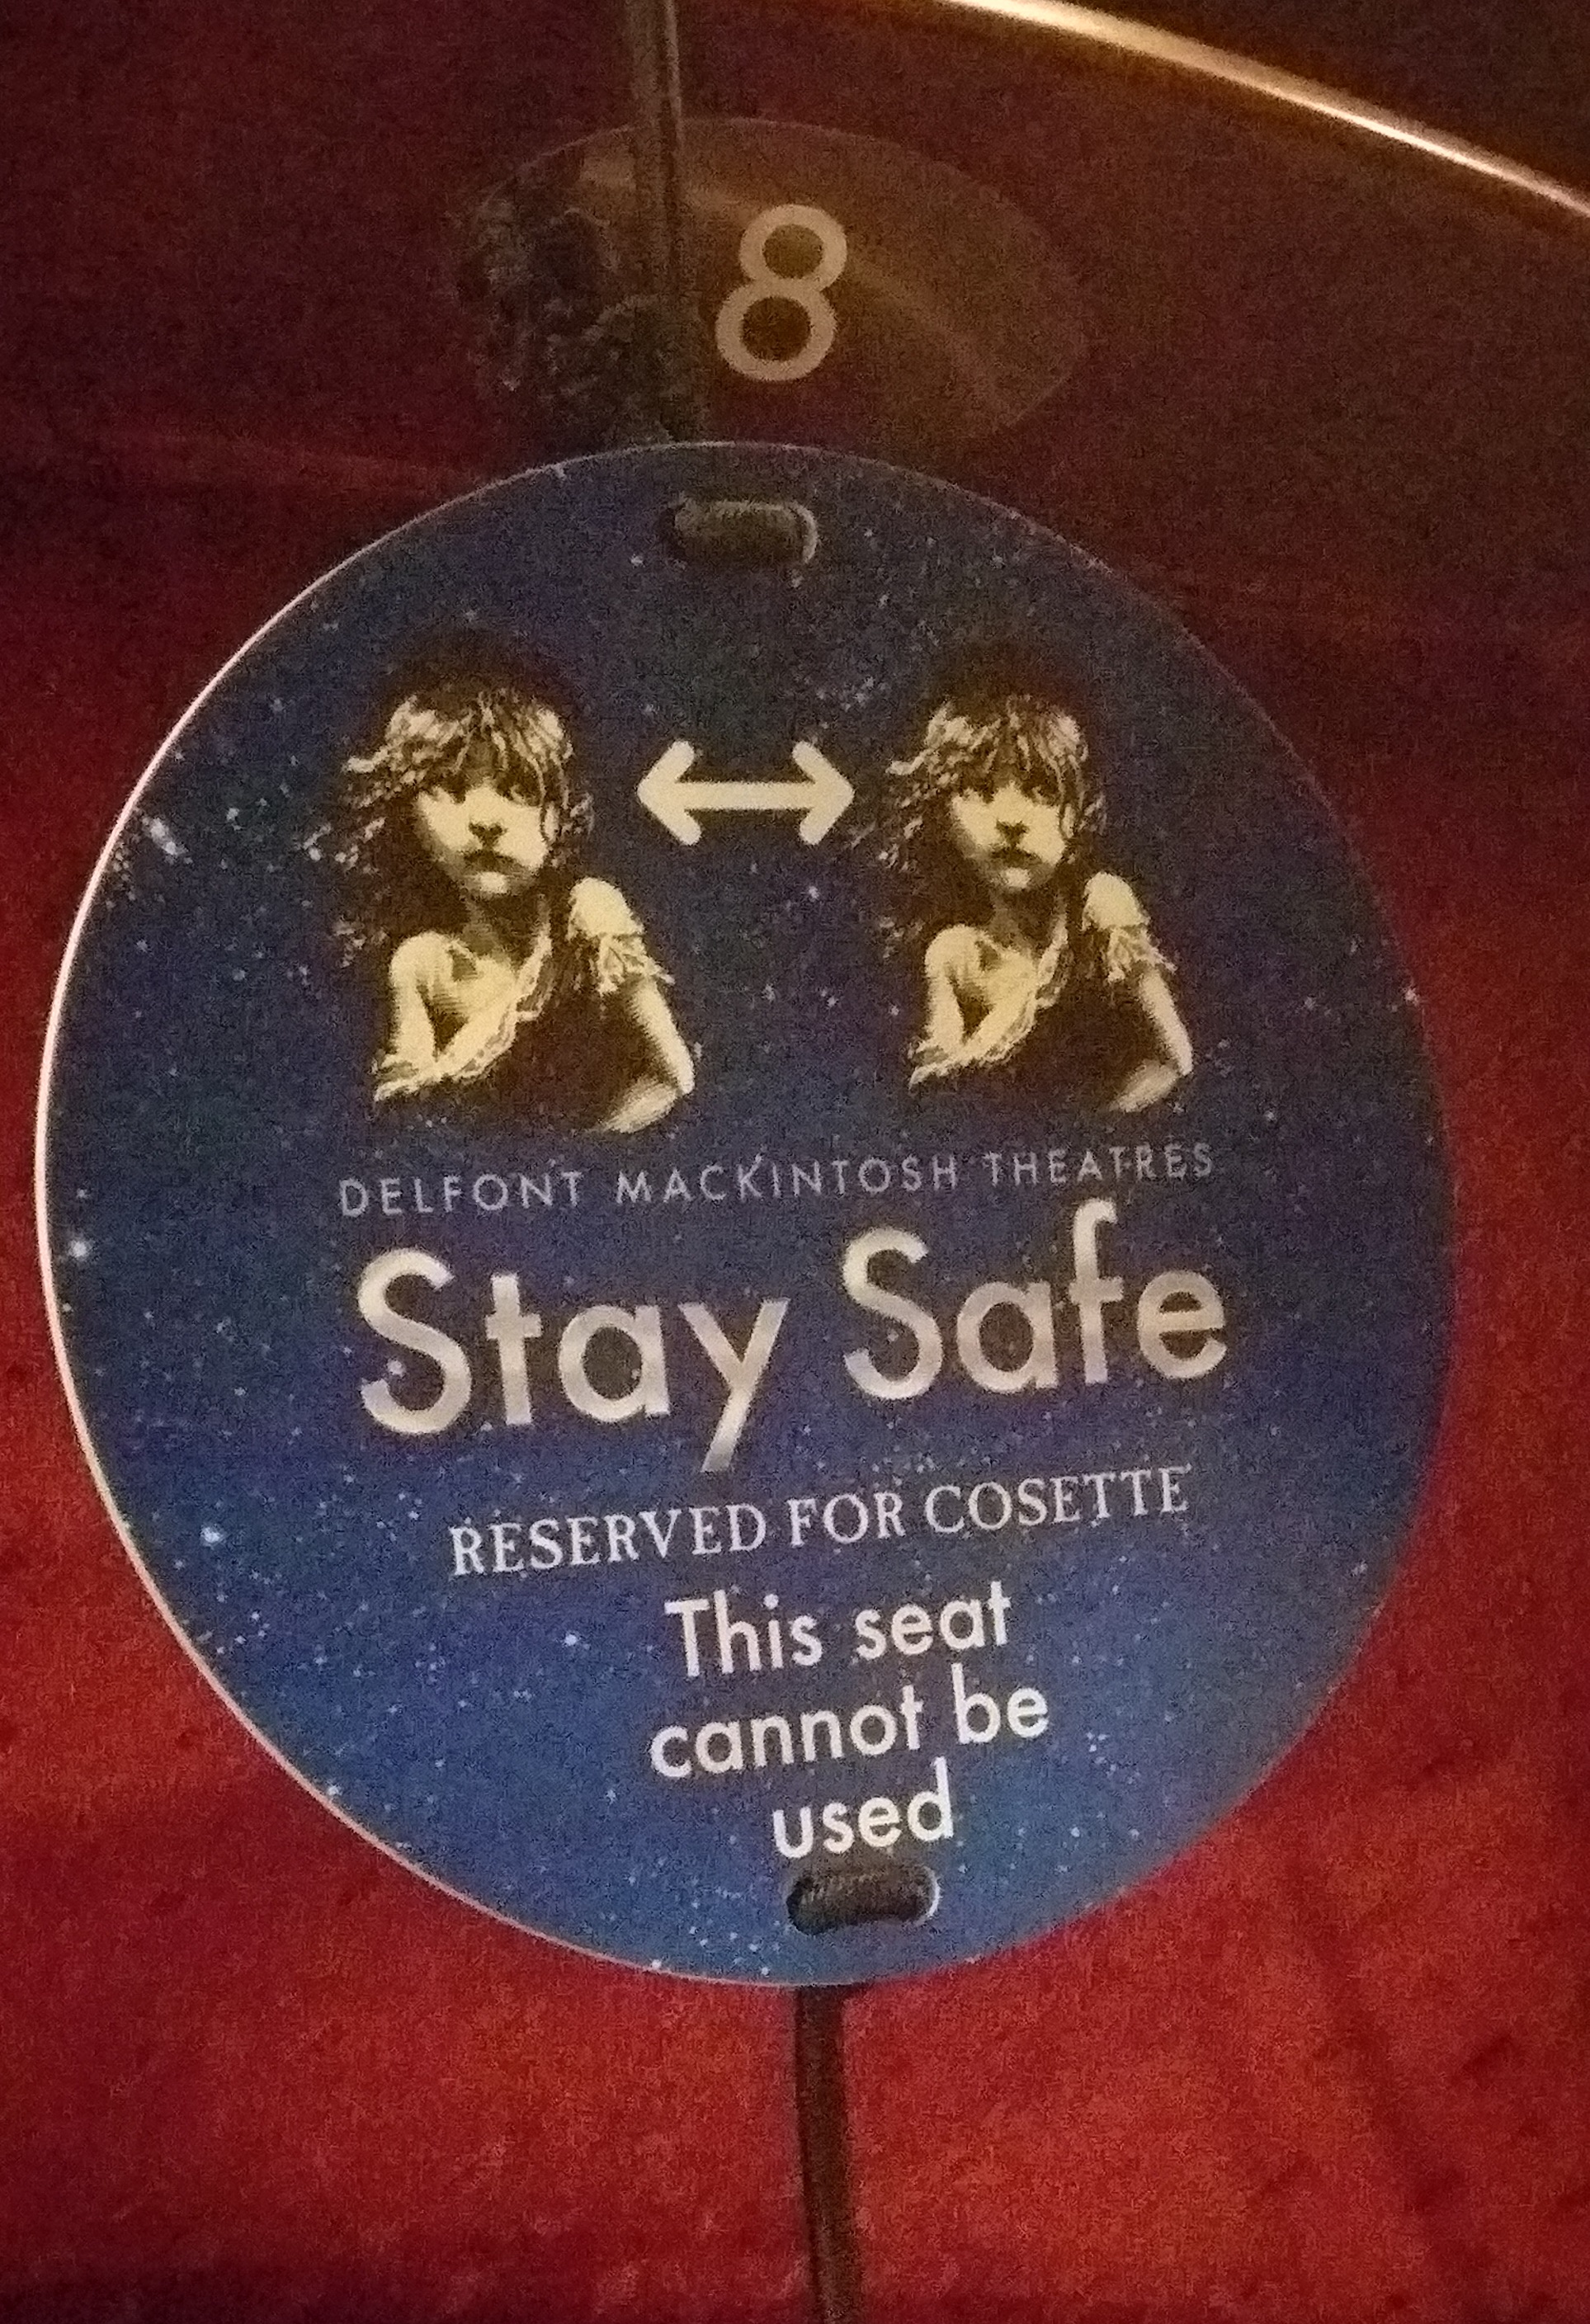 8
DELFONT MACKINTOSH THEATRES
Stay Safe
RESERVED FOR COSETTE
This seat
cannot be
used